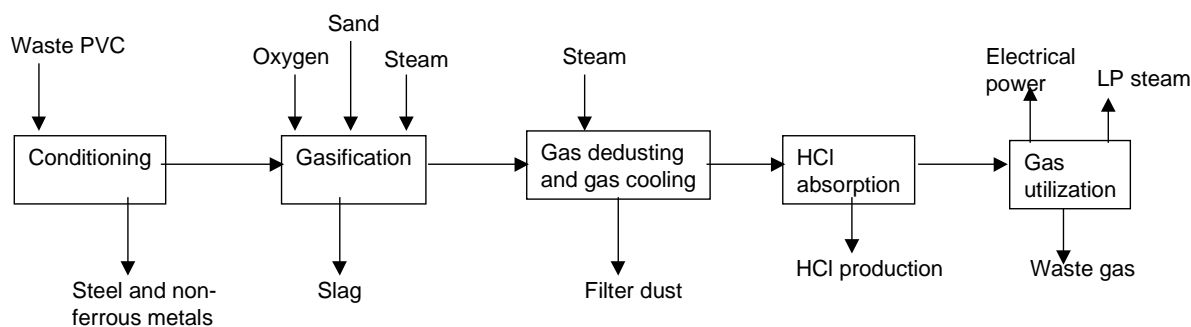 Waste PVC
Oxygen
Sand
Steam
Steam
Electrical
power
LP steam
Conditioning
Gasification
Gas dedusting
and gas cooling
HCl
absorption
Gas
utilization
Steel and non-
ferrous metals
Slag
Filter dust
HCl production
Waste gas